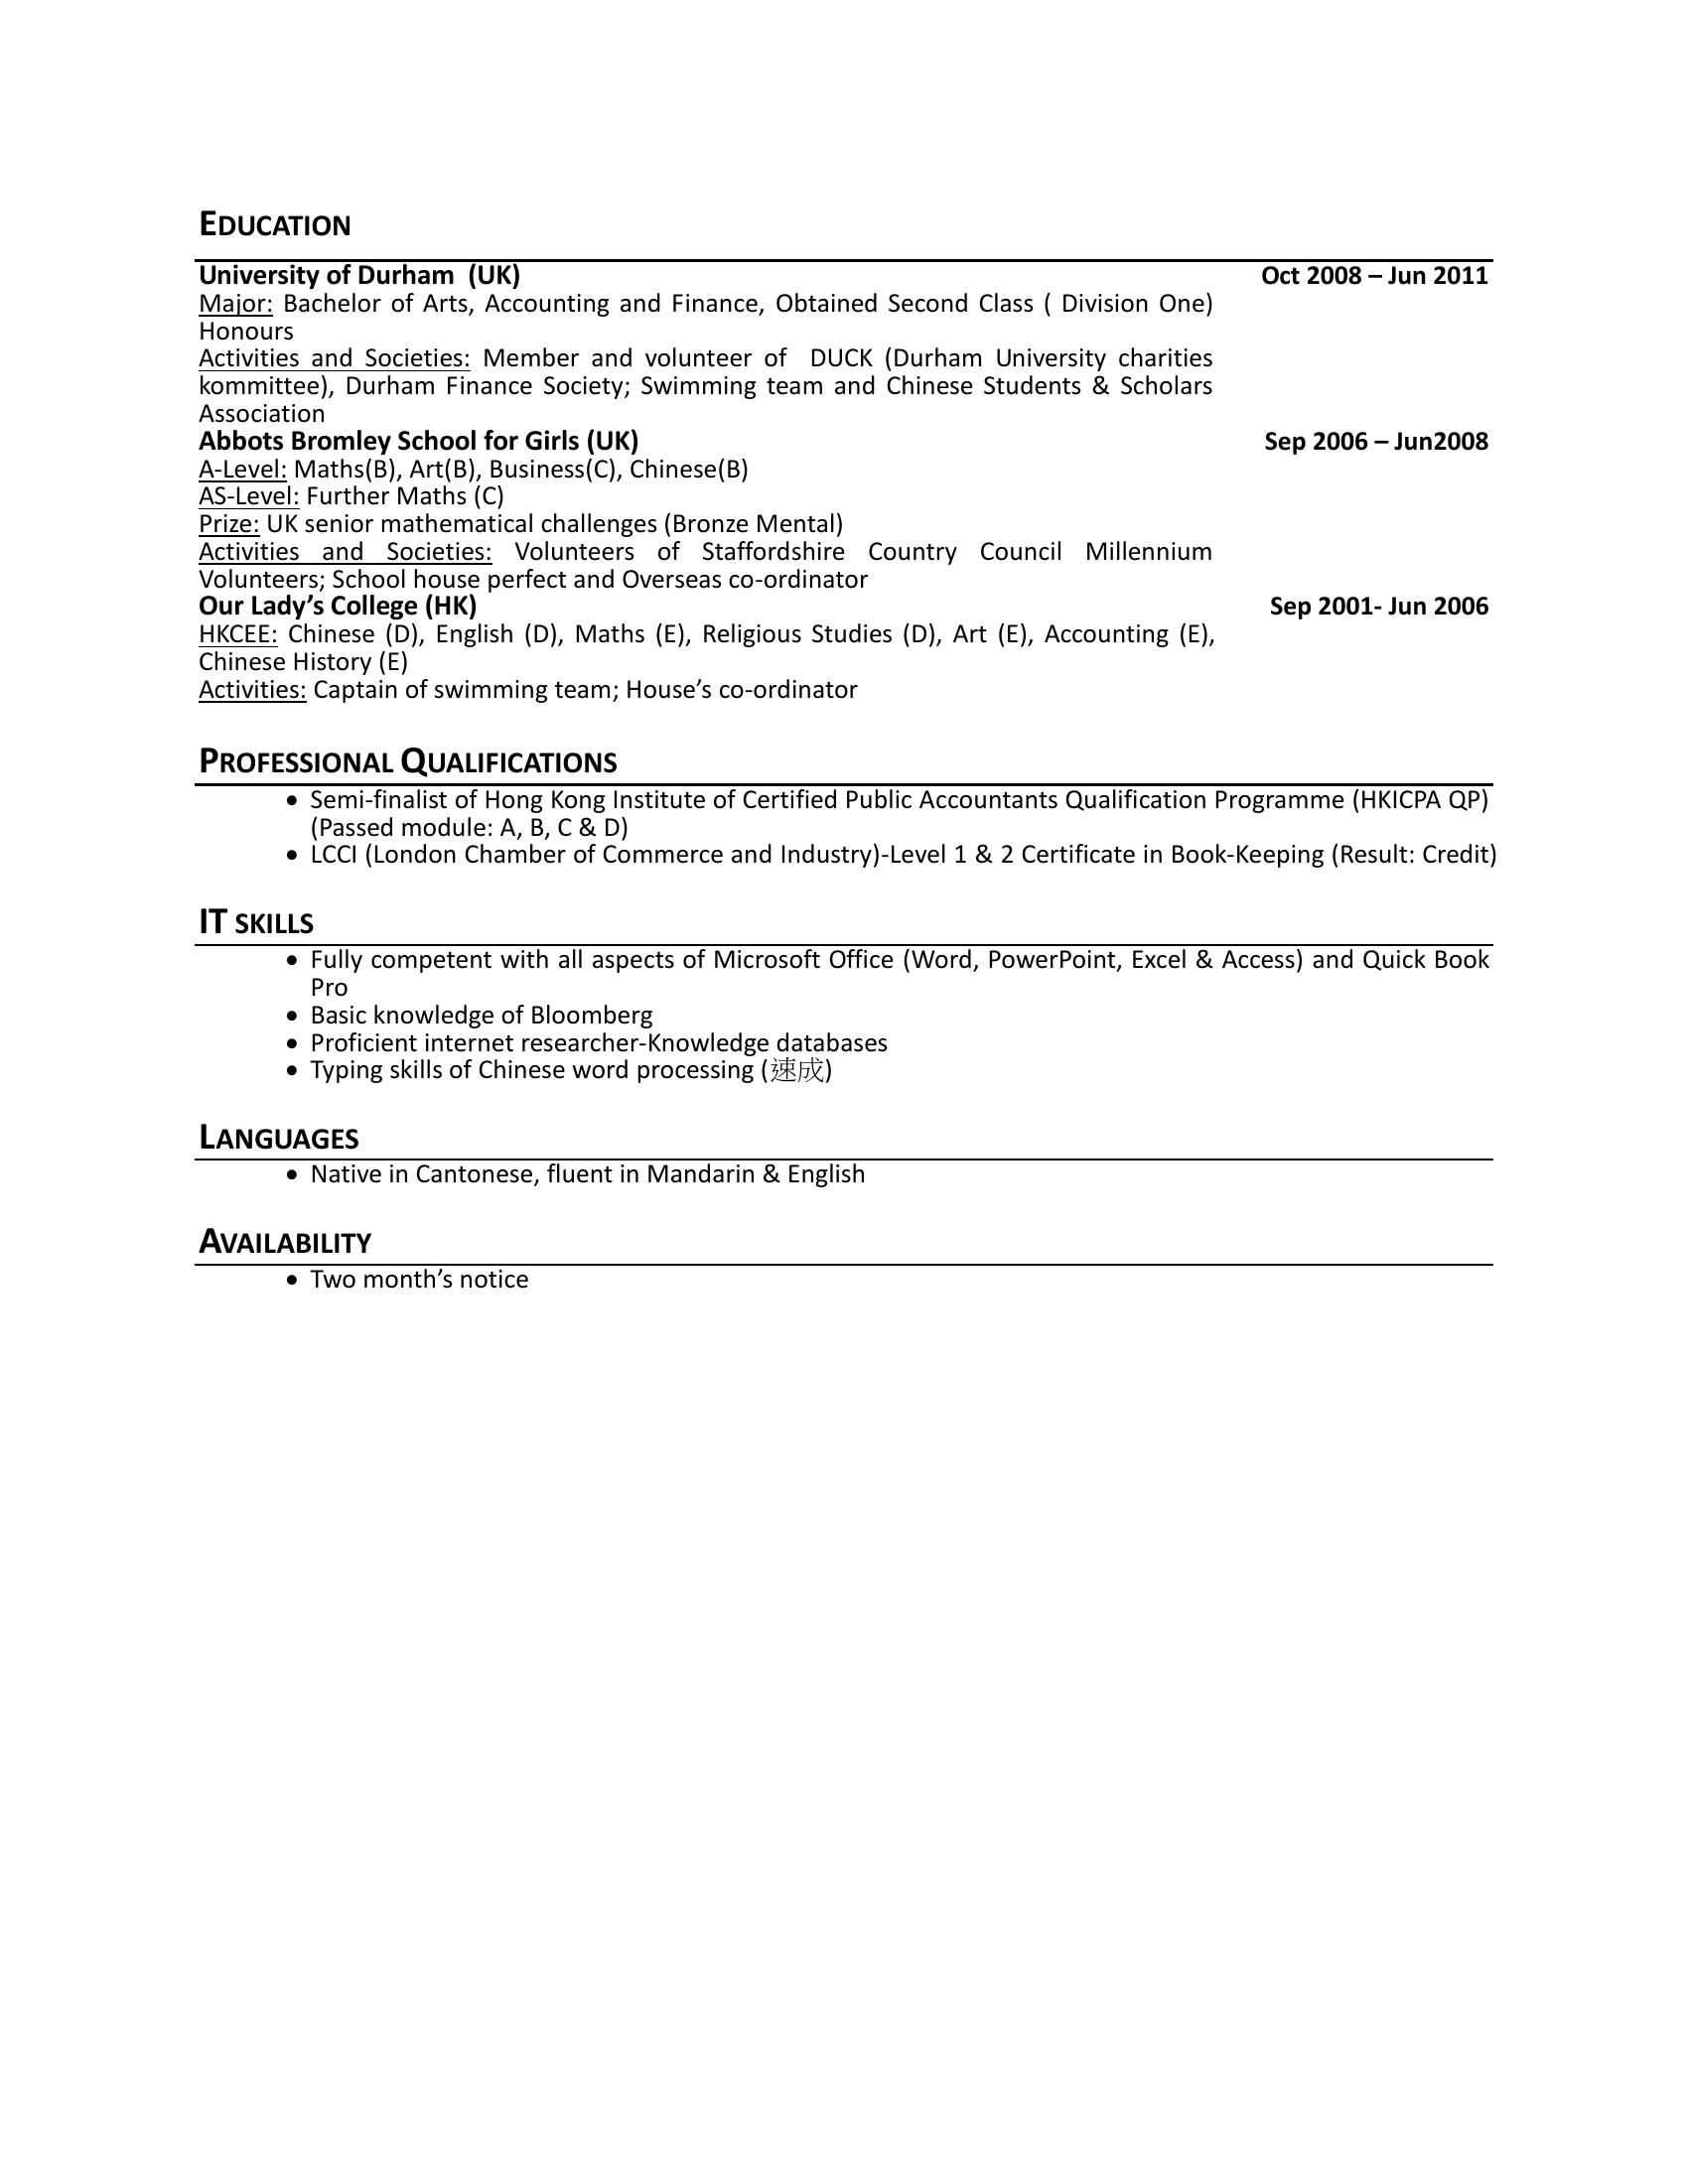 EDUCATION
University of Durham  (UK) Oct 2008 – Jun 2011
Major: Bachelor of Arts, Accounting and Finance, Obtained Second Class ( Division One)
Honours
Activities and Societies: Member and volunteer of  DUCK (Durham University charities
kommittee), Durham Finance Society; Swimming team and Chinese Students & Scholars
Association
Abbots Bromley School for Girls (UK) Sep 2006 – Jun2008
A-Level: Maths(B), Art(B), Business(C), Chinese(B)
AS-Level: Further Maths (C)
Prize: UK senior mathematical challenges (Bronze Mental)
Activities and Societies: Volunteers of Staffordshire Country Council Millennium
Volunteers; School house perfect and Overseas co-ordinator
Our Lady’s College (HK) Sep 2001- Jun 2006
HKCEE: Chinese (D), English (D), Maths (E), Religious Studies (D), Art (E), Accounting (E),
Chinese History (E)
Activities: Captain of swimming team; House’s co-ordinator
PROFESSIONAL QUALIFICATIONS
• Semi-finalist of Hong Kong Institute of Certified Public Accountants Qualification Programme (HKICPA QP)
(Passed module: A, B, C & D)
• LCCI (London Chamber of Commerce and Industry)-Level 1 & 2 Certificate in Book-Keeping (Result: Credit)
IT SKILLS
• Fully competent with all aspects of Microsoft Office (Word, PowerPoint, Excel & Access) and Quick Book
Pro
• Basic knowledge of Bloomberg
• Proficient internet researcher-Knowledge databases
• Typing skills of Chinese word processing (速成)
LANGUAGES
• Native in Cantonese, fluent in Mandarin & English
AVAILABILITY
• Two month’s notice